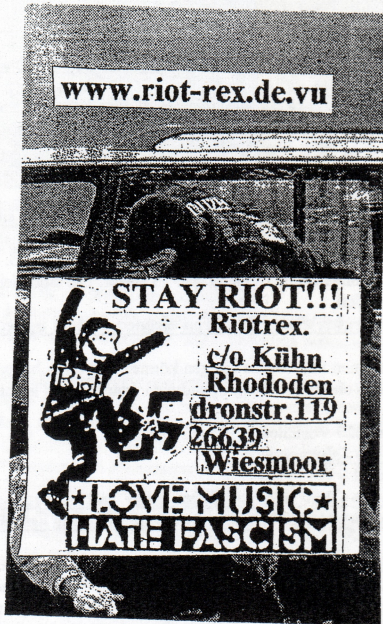 www.riot-rex.de.vu
STAY RIOT!!!
Riotrex.
c/o Kühn
Rhododen
dronstr.119
26639
Wiesmoor
Riot
★LOVE MUSIC★
HATE FASCISM